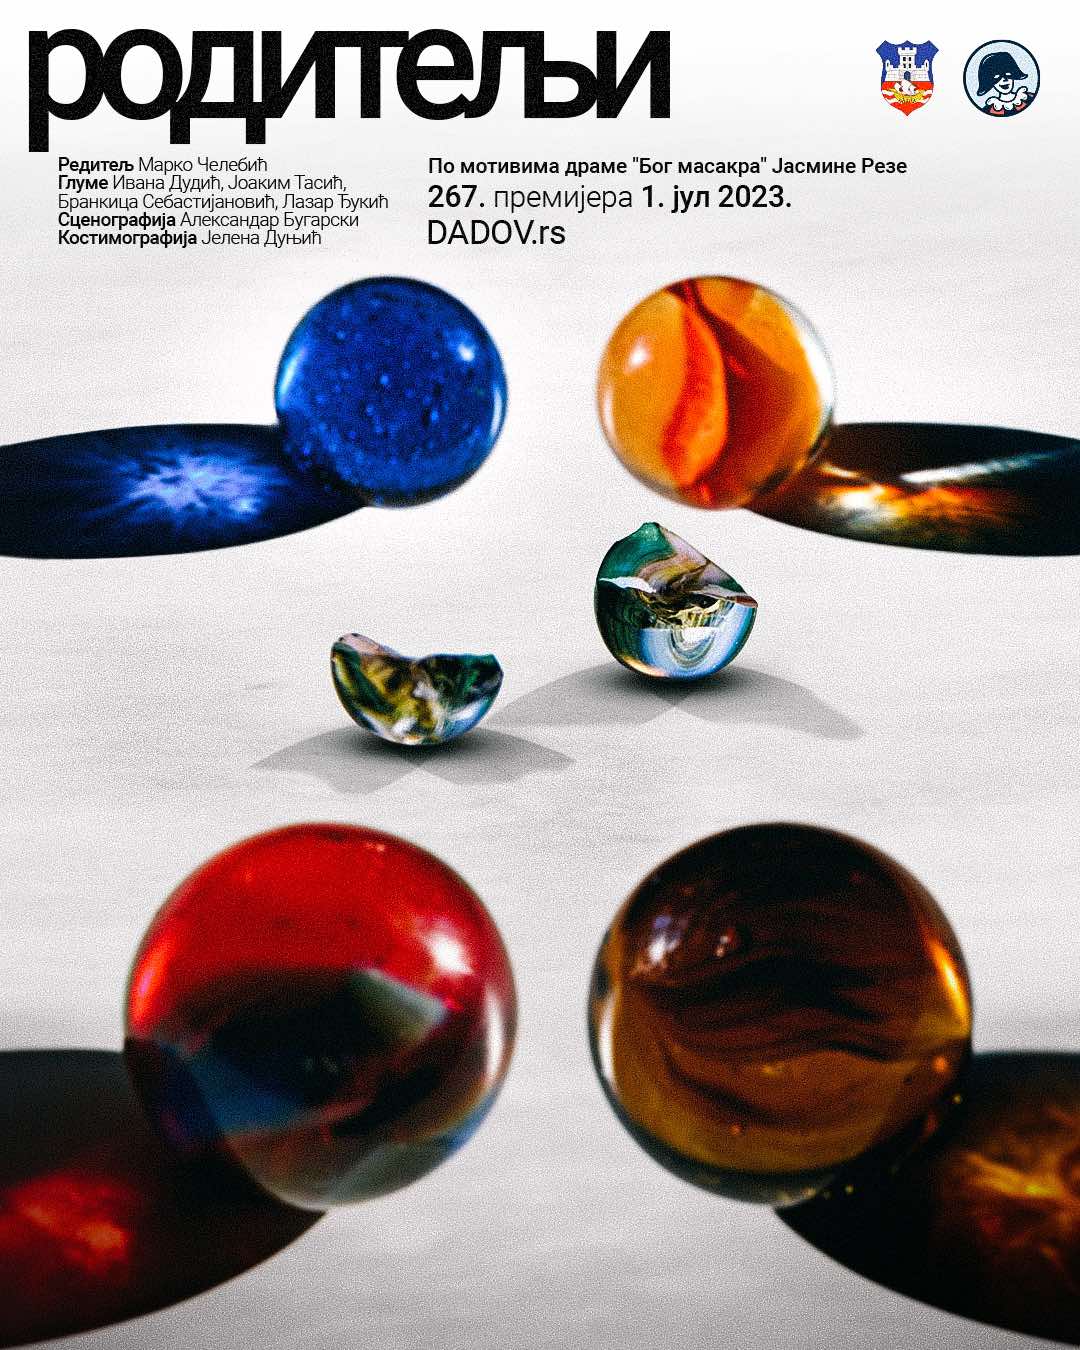 родитељи
Редитељ Марко Челебић
Глуме Ивана Дудић, Јоаким Тасић,
Бранкица Себастијановић, Лазар Ђукић
Сценографија Александар Бугарски
Костимографија Јелена Дуњић
По мотивима драме "Бог масакра" Јасмине Резе
267. премијера 1. јул 2023.
DADOV.rs